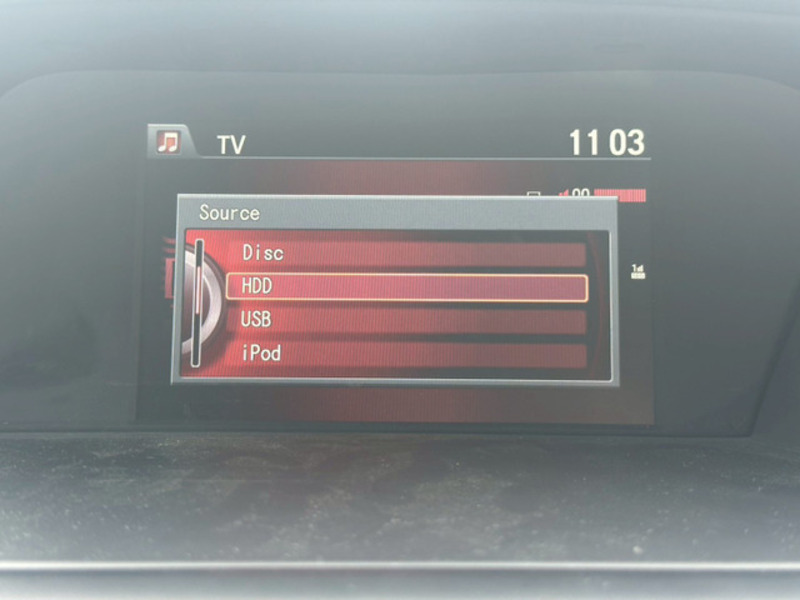 TV
11 03
Source
Disc
HDD
USB
iPod